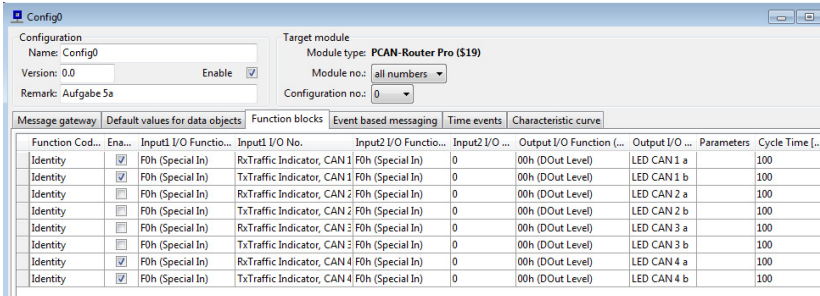 Config0
Configuration Target module
Name: Config0 Module type: PCAN-Router Pro ($19)
Version: 0.0 Enable Module no.: all numbers
Remark: Aufgabe 5a Configuration no.: 0
Message gateway Default values for data objects Function blocks Event based messaging Time events Characteristic curve
Function Cod... Ena... Input1 I/O Functio... Input1 I/O No. Input2 I/O Functio... Input2 I/O ... Output I/O Function (... Output I/O ... Parameters Cycle Time [...
Identity F0h (Special In) RxTraffic Indicator, CAN 1 F0h (Special In) 0 00h (DOut Level) LED CAN 1 a 100
Identity F0h (Special In) TxTraffic Indicator, CAN 1 F0h (Special In) 0 00h (DOut Level) LED CAN 1 b 100
Identity F0h (Special In) RxTraffic Indicator, CAN 2 F0h (Special In) 0 00h (DOut Level) LED CAN 2 a 100
Identity F0h (Special In) TxTraffic Indicator, CAN 2 F0h (Special In) 0 00h (DOut Level) LED CAN 2 b 100
Identity F0h (Special In) RxTraffic Indicator, CAN 3 F0h (Special In) 0 00h (DOut Level) LED CAN 3 a 100
Identity F0h (Special In) TxTraffic Indicator, CAN 3 F0h (Special In) 0 00h (DOut Level) LED CAN 3 b 100
Identity F0h (Special In) RxTraffic Indicator, CAN 4 F0h (Special In) 0 00h (DOut Level) LED CAN 4 a 100
Identity F0h (Special In) TxTraffic Indicator, CAN 4 F0h (Special In) 0 00h (DOut Level) LED CAN 4 b 100